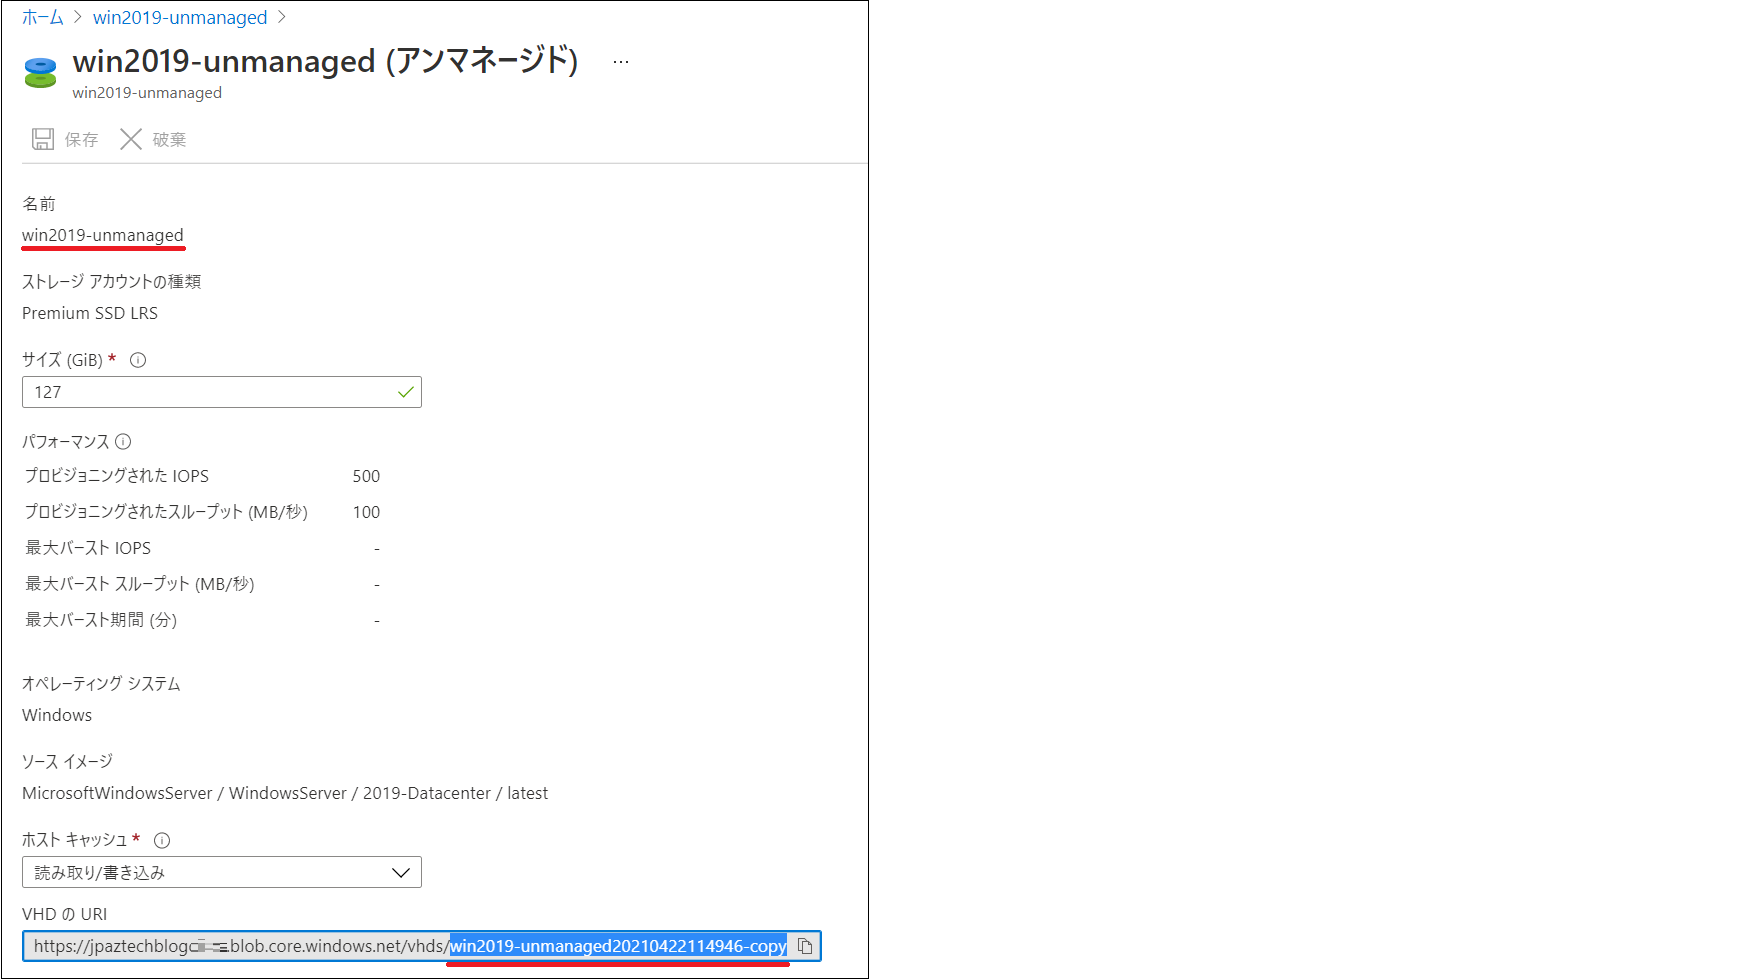 ホーム > win2019-unmanaged >
win2019-unmanaged (アンマネージド) ...
win2019-unmanaged
保存 破棄
名前
win2019-unmanaged
ストレージ アカウントの種類
Premium SSD LRS
サイズ (GiB) *
127
パフォーマンス
プロビジョニングされた IOPS 500
プロビジョニングされたスループット (MB/秒) 100
最大バースト IOPS -
最大バースト スループット (MB/秒) -
最大バースト期間 (分) -
オペレーティング システム
Windows
ソース イメージ
MicrosoftWindowsServer / WindowsServer / 2019-Datacenter / latest
ホスト キャッシュ *
読み取り/書き込み
VHD の URI
https://jpaztechblog .blob.core.windows.net/vhds/win2019-unmanaged20210422114946-copy